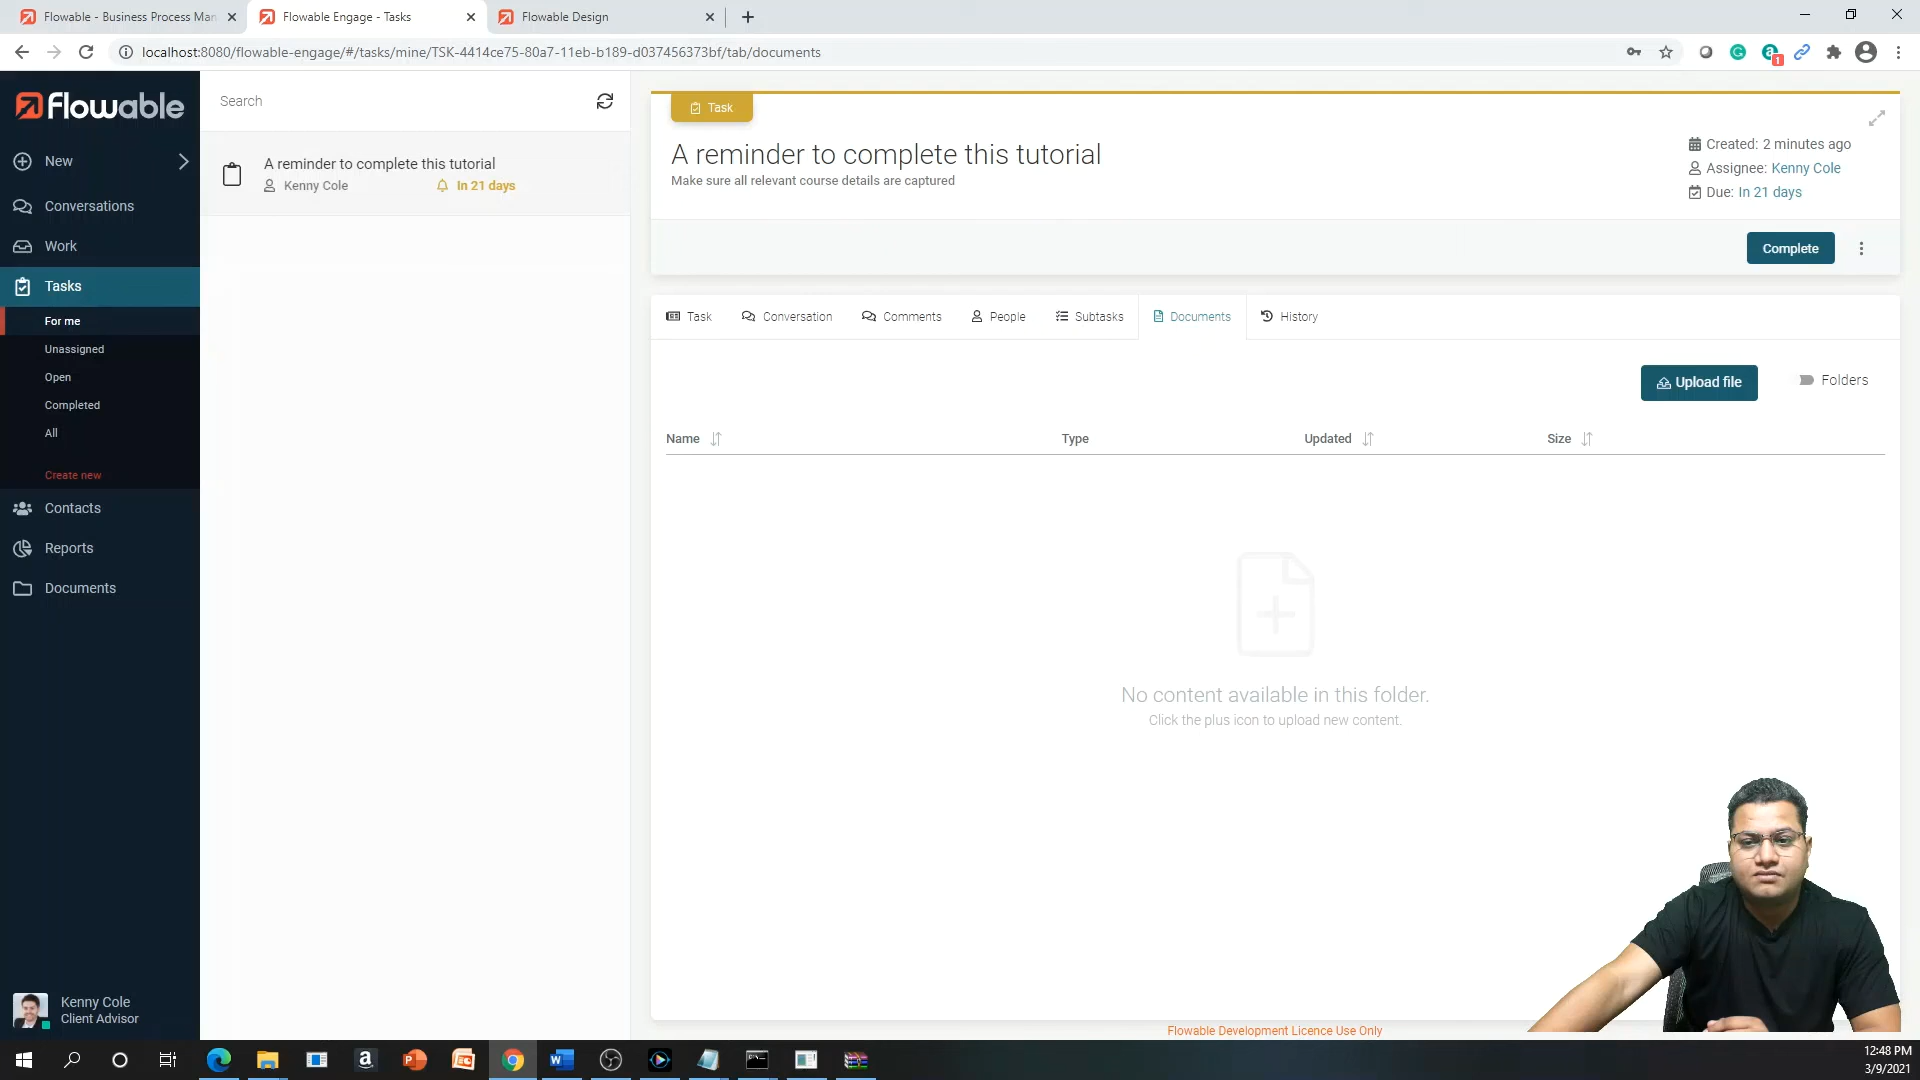 Flowable - Business Process Man
Flowable Engage - Tasks
Flowable Design
localhost:8080/flowable-engage/#/tasks/mine/TSK-4414ce75-80a7-11eb-b189-d037456373bf/tab/documents
1
Flowable
New
Conversations
Work
Tasks
For me
Unassigned
Open
Completed
All
Create new
Contacts
Reports
Documents
Kenny Cole
Client Advisor
Search
A reminder to complete this tutorial
Kenny Cole
In 21 days
Task
A reminder to complete this tutorial
Make sure all relevant course details are captured
Created: 2 minutes ago
Assignee: Kenny Cole
Due: In 21 days
Complete
Task
Conversation
Comments
People
Subtasks
Documents
History
Upload file
Folders
Name
Type
Updated
Size
No content available in this folder.
Click the plus icon to upload new content.
Flowable Development Licence Use Only
12:48 PM
3/9/2021